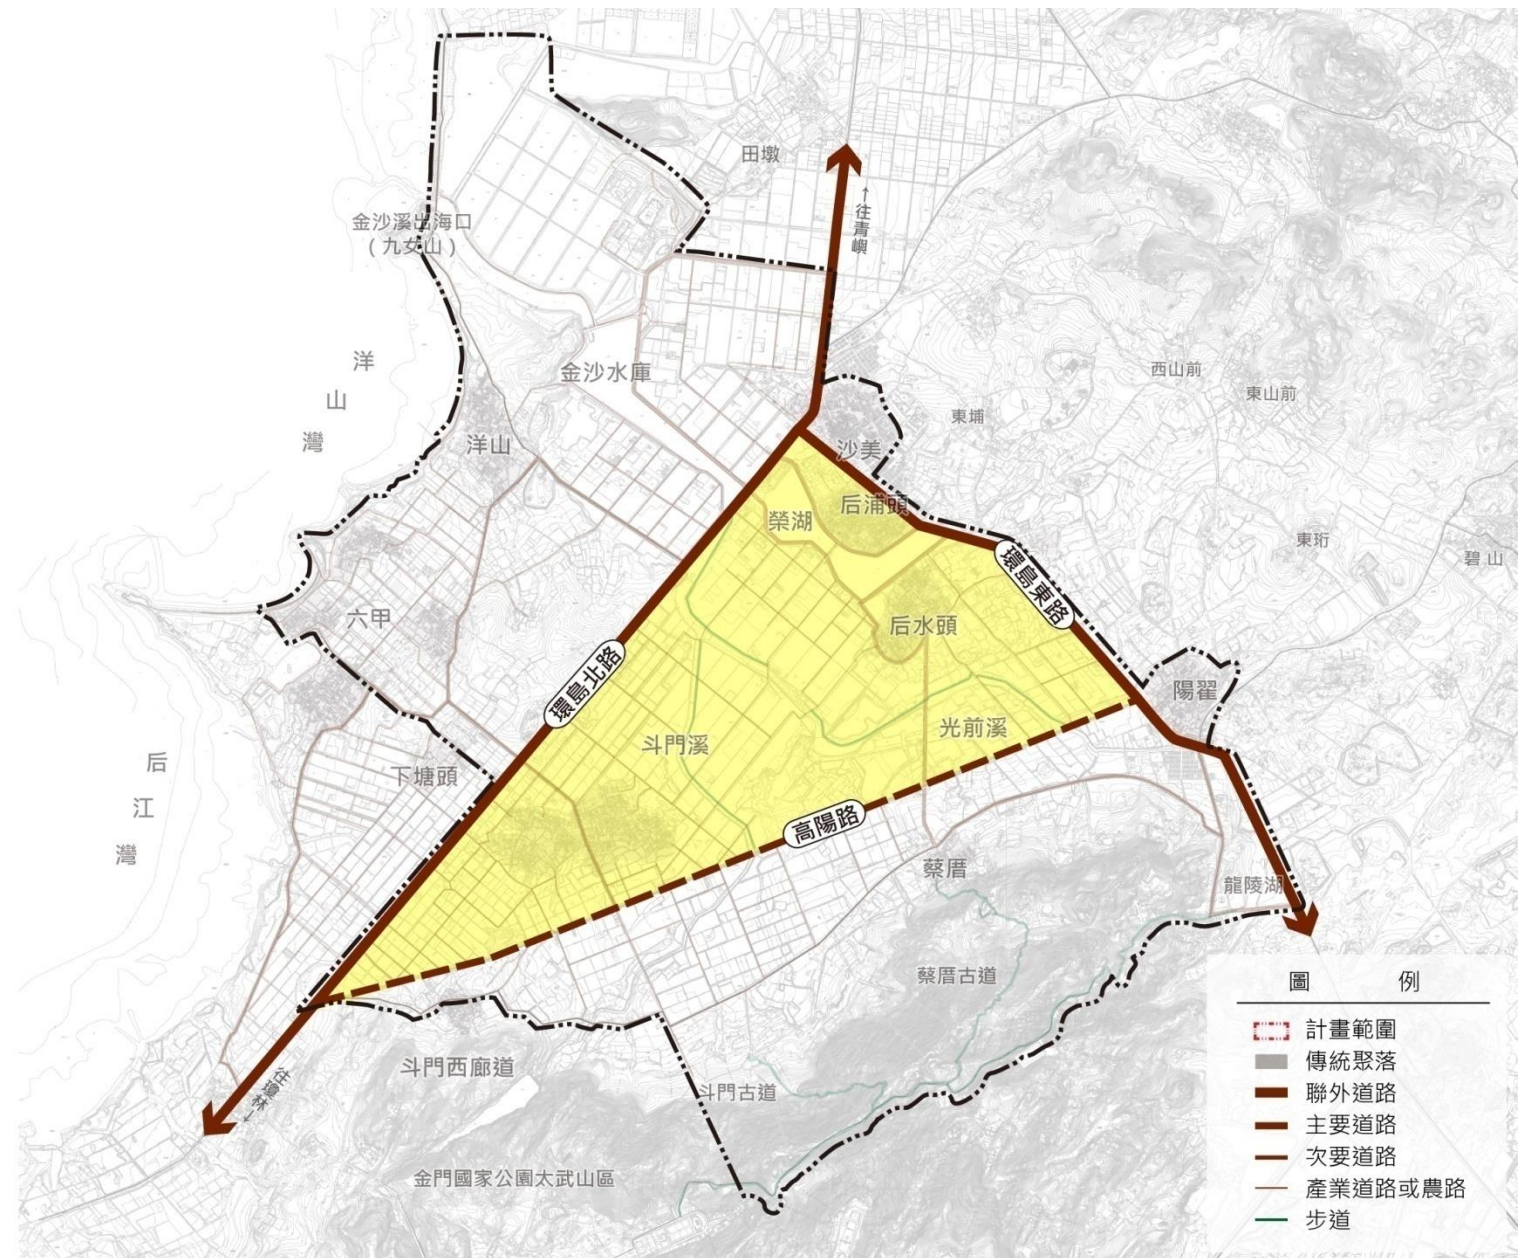 田墩
↑往青嶼
金沙溪出海口
(九女山)
洋山灣
金沙水庫
西山前
東山前
東埔
洋山
沙美
后浦頭
榮湖
東珩
碧山
環島東路
六甲
后水頭
環島北路
陽翟
光前溪
斗門溪
后江灣
下塘頭
高陽路
蔡厝
龍陵湖
蔡厝古道
斗門西廊道
往瓊林↓
斗門古道
金門國家公園太武山區
圖例
計畫範圍
傳統聚落
聯外道路
主要道路
次要道路
產業道路或農路
步道